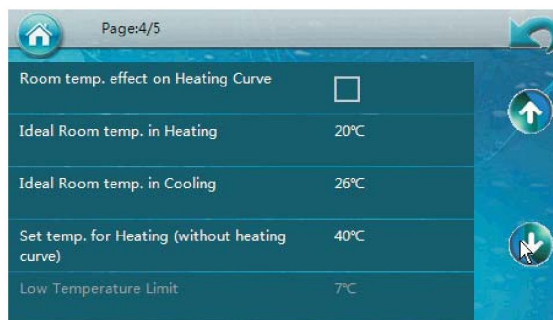 Page:4/5
Room temp. effect on Heating Curve
Ideal Room temp. in Heating 20℃
Ideal Room temp. in Cooling 26℃
Set temp. for Heating (without heating 40℃
curve)
Low Temperature Limit 7℃